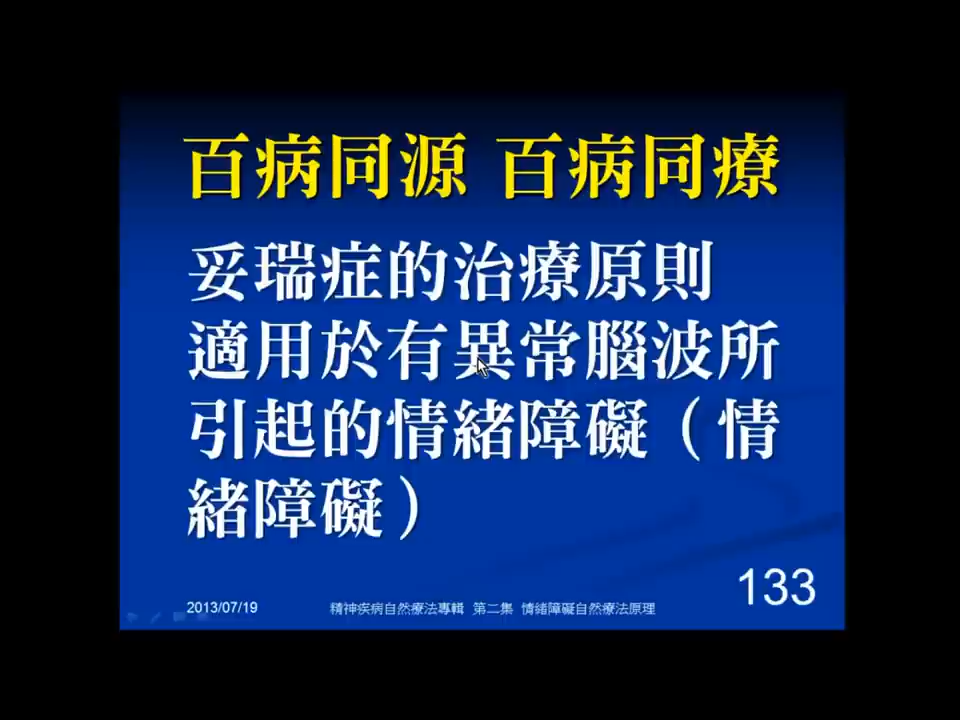 百病同源 百病同療
妥瑞症的治療原則
適用於有異常腦波所
引起的情緒障礙（情
緒障礙）
133
2013/07/19 精神疾病自然療法專輯 第二集 情緒障礙自然療法原理